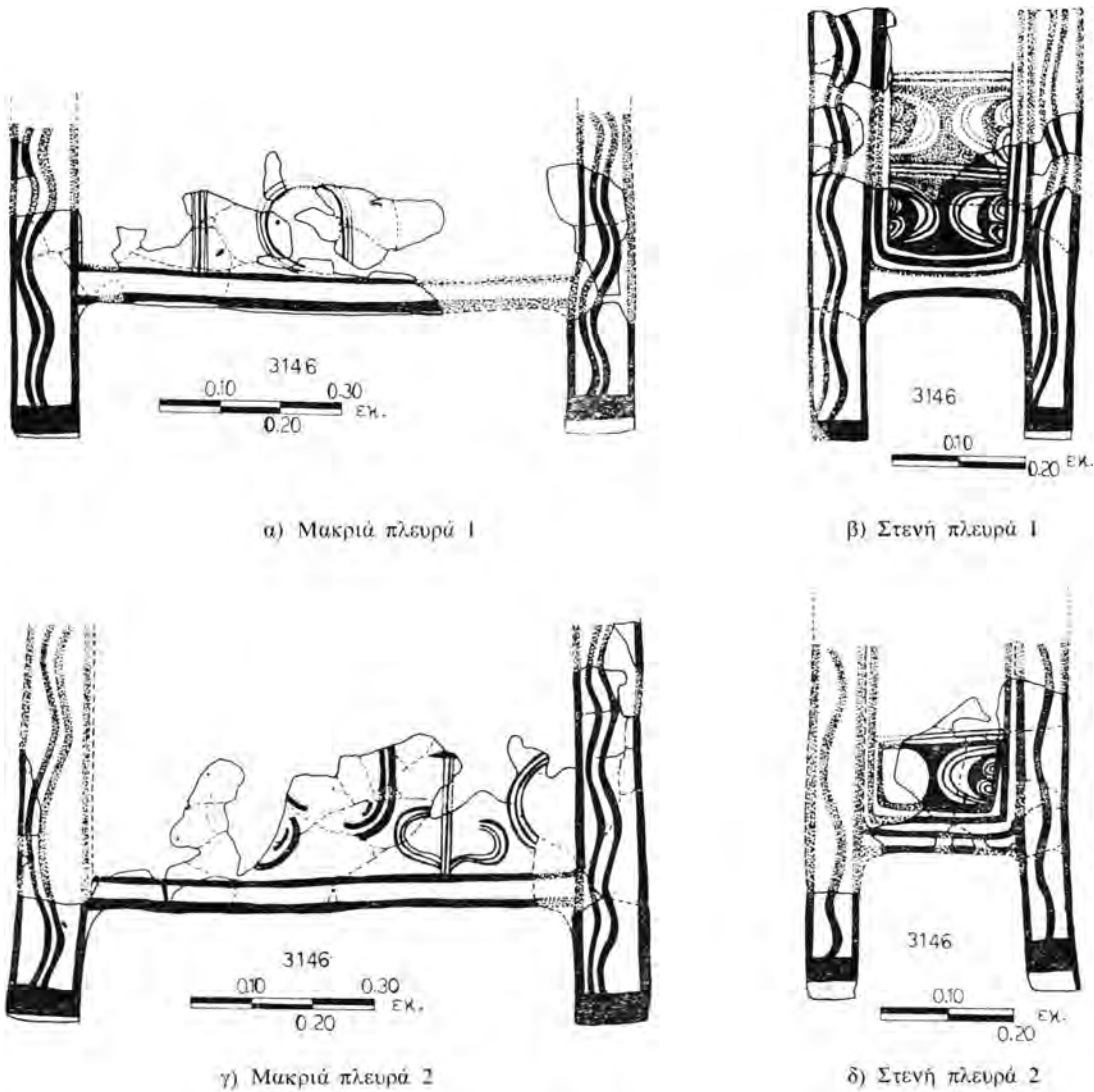 3146
0.10 0.30
0.20 εκ.
α) Μακριά πλευρά 1
3146
0.10
0.20 εκ.
β) Στενή πλευρά 1
3146
0.10 0.30
0.20 εκ.
γ) Μακριά πλευρά 2
3146
0.10
0.20 εκ.
δ) Στενή πλευρά 2